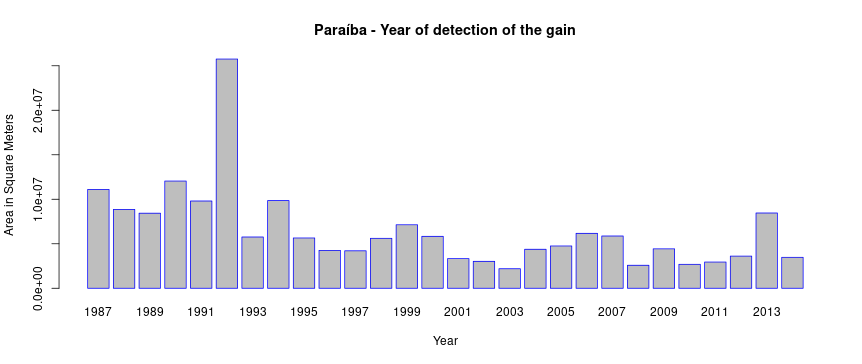 Paraíba - Year of detection of the gain
Area in Square Meters
2.0e+07
1.0e+07
0.0e+00
1987 1989 1991 1993 1995 1997 1999 2001 2003 2005 2007 2009 2011 2013
Year